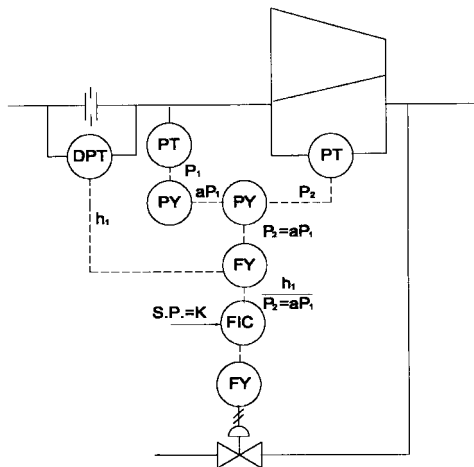 DPT
PT
P₁
PT
PY
aP₁
PY
P₂
h₁
P₂=aP₁
FY
h₁
P₂=aP₁
S.P.=K
FIC
FY